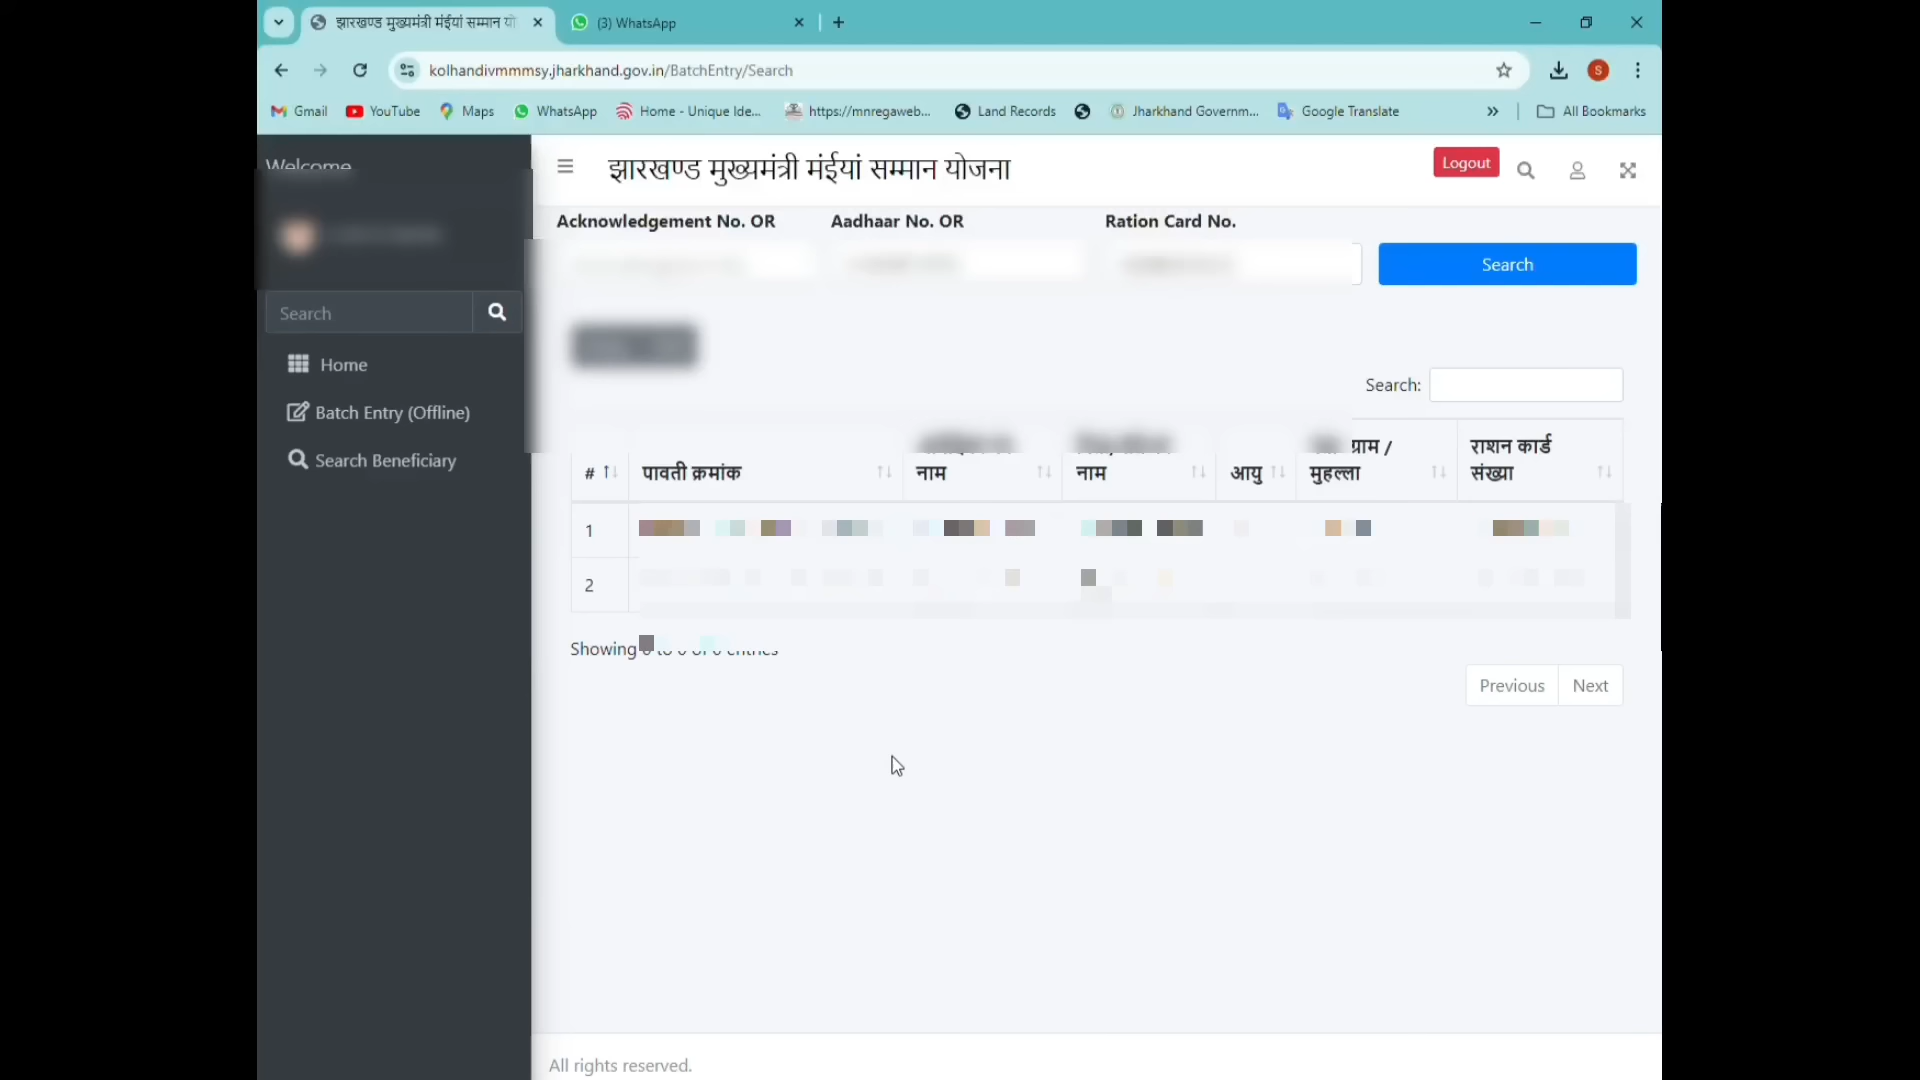 झारखण्ड मुख्यमंत्री मंईयां सम्मान यो
(3) WhatsApp
kolhandivmmmsy.jharkhand.gov.in/BatchEntry/Search
S
Gmail YouTube Maps WhatsApp Home - Unique Ide... https://mnregaweb... Land Records Jharkhand Governm... Google Translate » All Bookmarks
Welcome
झारखण्ड मुख्यमंत्री मंईयां सम्मान योजना
Logout
Acknowledgement No. OR Aadhaar No. OR Ration Card No.
Search
Search
Home
Batch Entry (Offline)
Search Beneficiary
Search:
# पावती क्रमांक नाम नाम आयु ग्राम / मुहल्ला राशन कार्ड संख्या
1
2
Showing
Previous Next
All rights reserved.